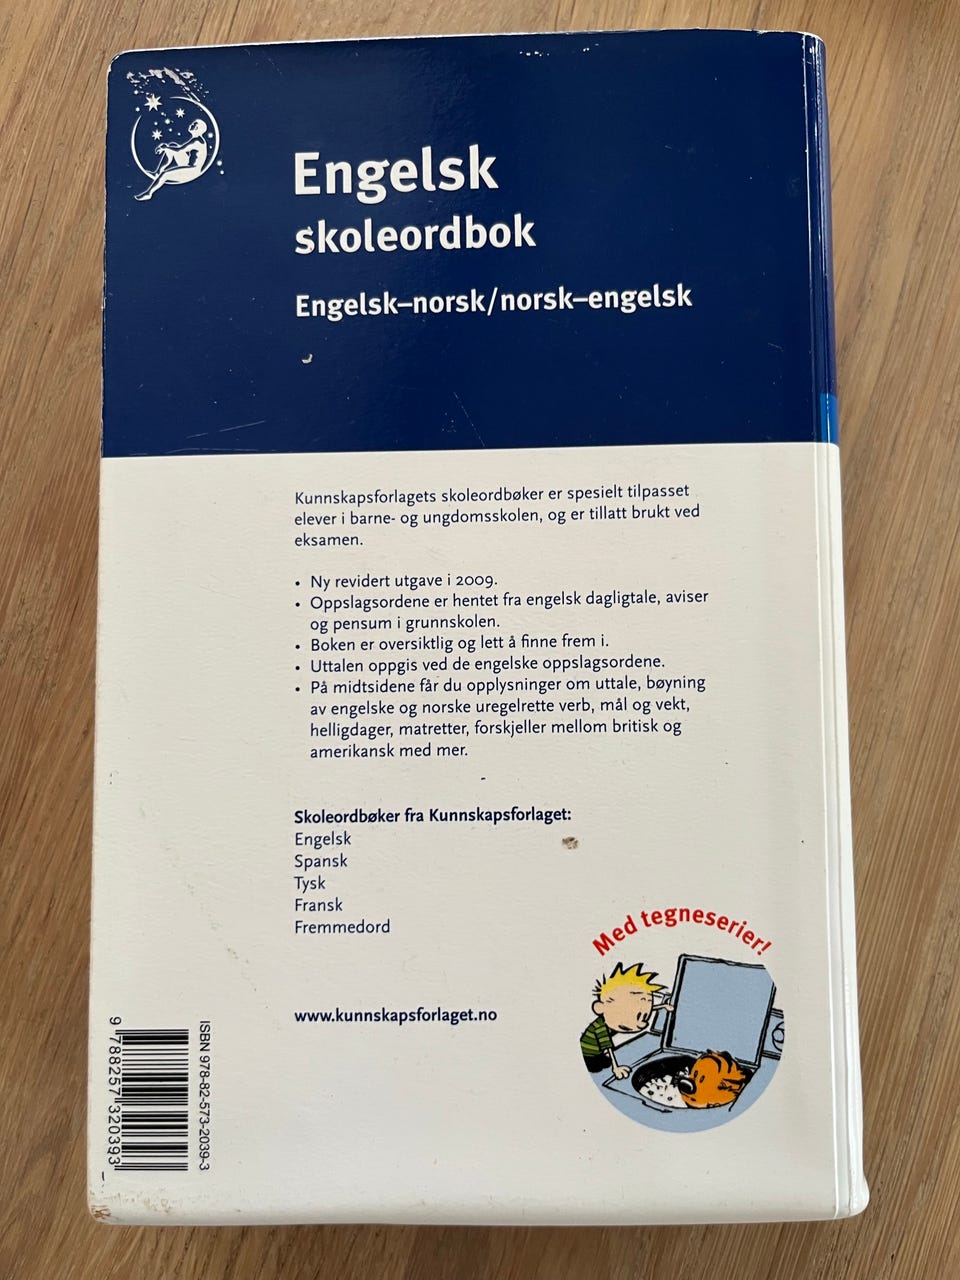 Engelsk
skoleordbok
Engelsk–norsk/norsk–engelsk
Kunnskapsforlagets skoleordbøker er spesielt tilpasset
elever i barne- og ungdomsskolen, og er tillatt brukt ved
eksamen.
• Ny revidert utgave i 2009.
• Oppslagsordene er hentet fra engelsk dagligtale, aviser
og pensum i grunnskolen.
• Boken er oversiktlig og lett å finne frem i.
• Uttalen oppgis ved de engelske oppslagsordene.
• På midtsidene får du opplysninger om uttale, bøyning
av engelske og norske uregelrette verb, mål og vekt,
helligdager, matretter, forskjeller mellom britisk og
amerikansk med mer.
Skoleordbøker fra Kunnskapsforlaget:
Engelsk
Spansk
Tysk
Fransk
Fremmedord
Med tegneserier!
www.kunnskapsforlaget.no
ISBN 978-82-573-2039-3
9 788257 320393